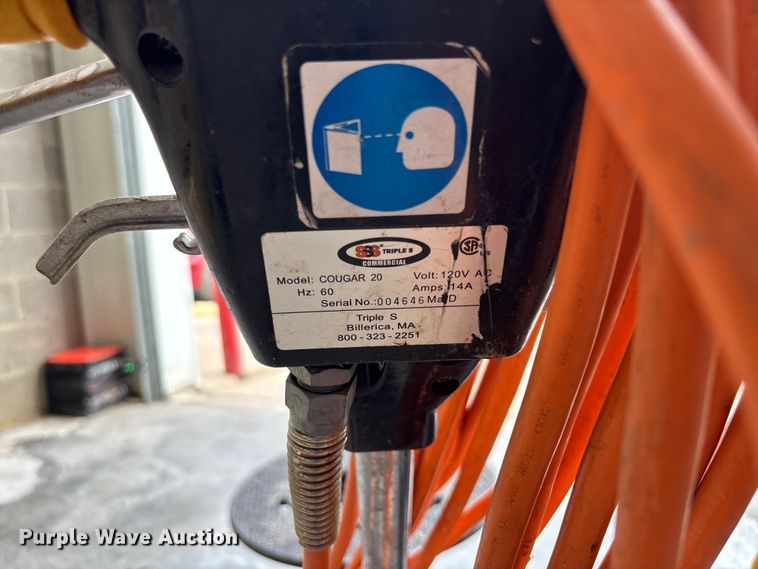 SSS TRIPLE S
COMMERCIAL
Model: COUGAR 20 Volt: 120V AC
Hz: 60 Amps: 14A
Serial No.: 004646
Triple S
Billerica, MA.
800 - 323 - 2251
Purple Wave Auction